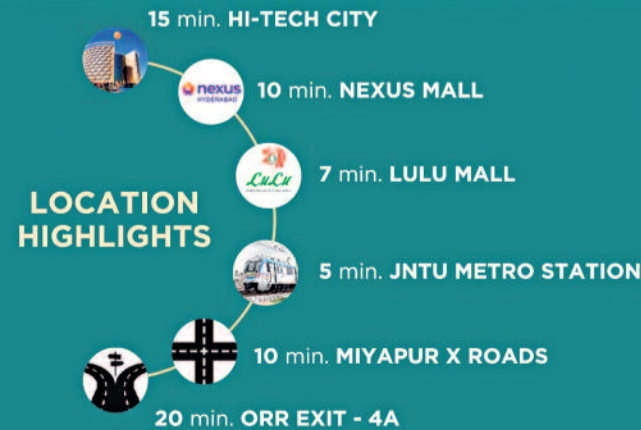 15 min. HI-TECH CITY
nexus
HYDERABAD
10 min. NEXUS MALL
LuLu
7 min. LULU MALL
LOCATION
HIGHLIGHTS
5 min. JNTU METRO STATION
10 min. MIYAPUR X ROADS
20 min. ORR EXIT - 4A